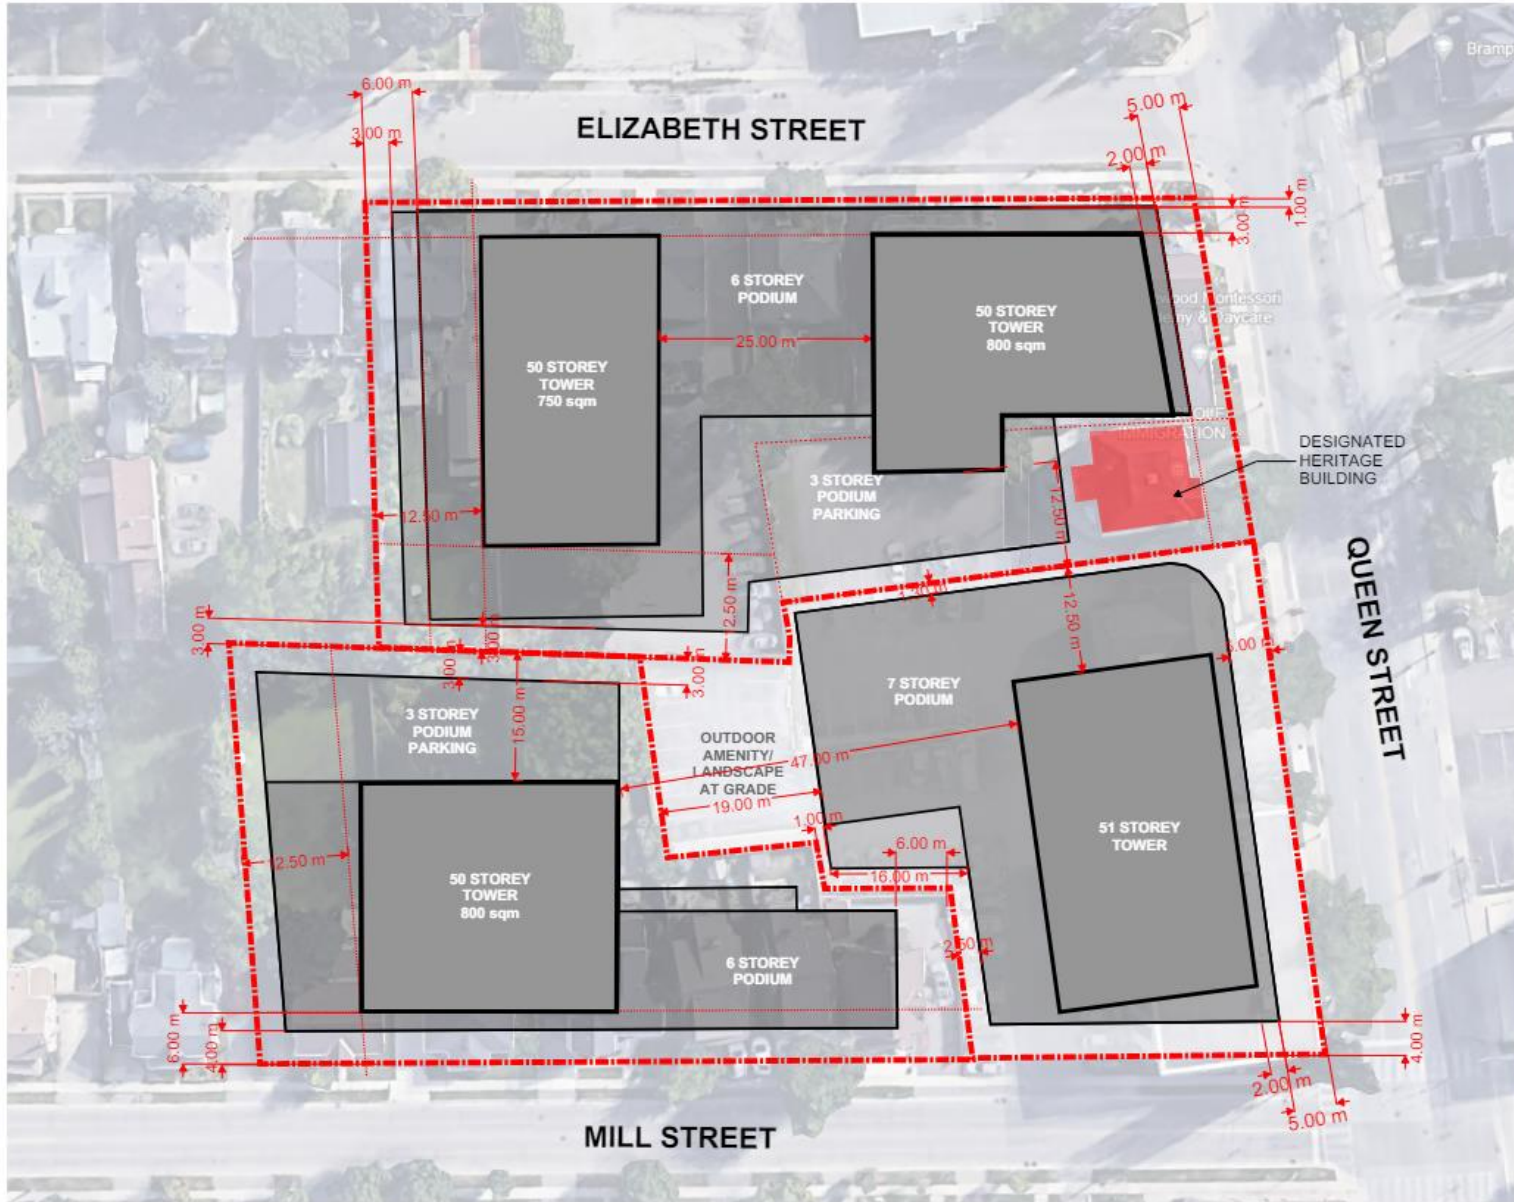 Bramp
6.00 m
5.00 m
ELIZABETH STREET
3.00 m
2.00 m
1.00 m
3.00 m
6 STOREY
PODIUM
50 STOREY
TOWER
800 sqm
25.00 m
50 STOREY
TOWER
750 sqm
DESIGNATED
HERITAGE
BUILDING
3 STOREY
PODIUM
PARKING
12.50 m
12.50 m
QUEEN STREET
12.50 m
12.50 m
3.00 m
3.00 m
3.00 m
3.00 m
5.00 m
7 STOREY
PODIUM
3 STOREY
PODIUM
PARKING
15.00 m
OUTDOOR
AMENITY/
LANDSCAPE
AT GRADE
47.00 m
19.00 m
1.00 m
51 STOREY
TOWER
6.00 m
12.50 m
16.00 m
50 STOREY
TOWER
800 sqm
2.50 m
6 STOREY
PODIUM
6.00 m
4.00 m
4.00 m
2.00 m
5.00 m
MILL STREET